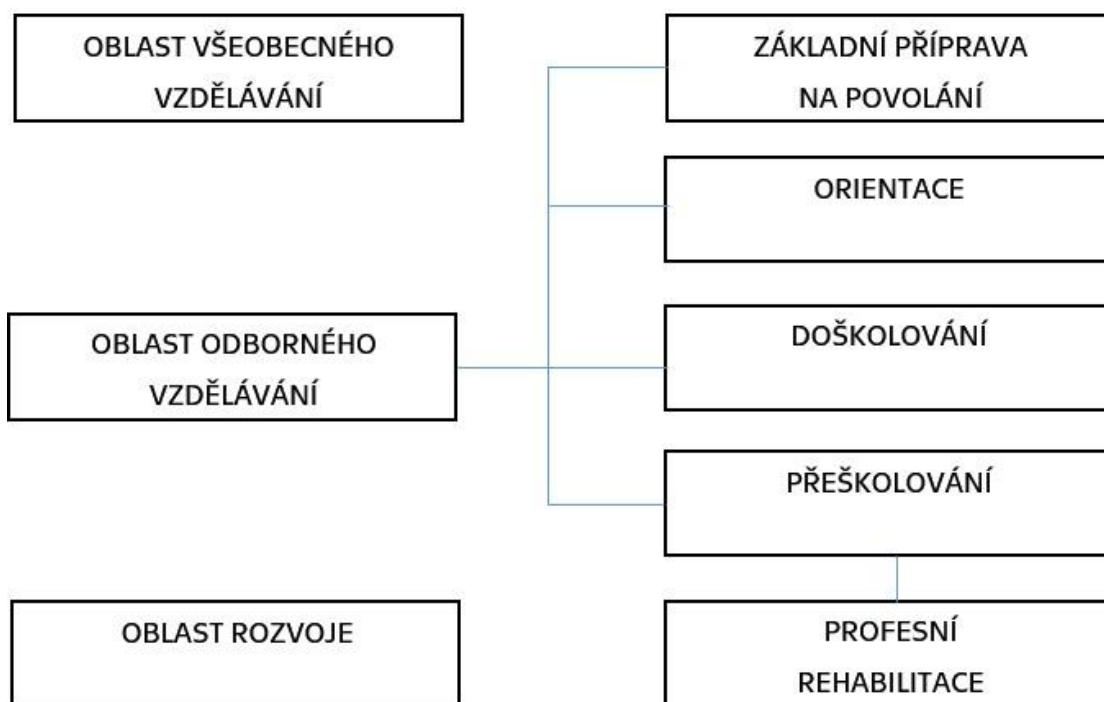 OBLAST VŠEOBECNÉHO
VZDĚLÁVÁNÍ
ZÁKLADNÍ PŘÍPRAVA
NA POVOLÁNÍ
ORIENTACE
OBLAST ODBORNÉHO
VZDĚLÁVÁNÍ
DOŠKOLOVÁNÍ
PŘEŠKOLOVÁNÍ
OBLAST ROZVOJE
PROFESNÍ
REHABILITACE